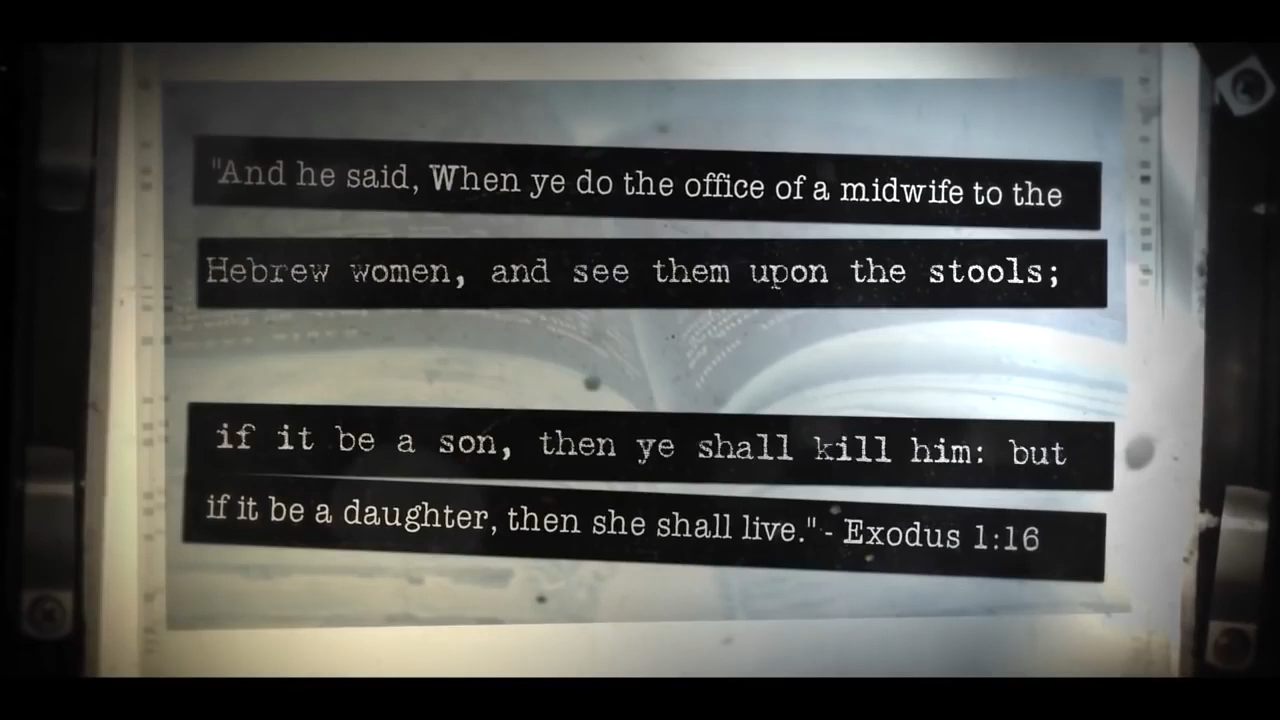 "And he said, When ye do the office of a midwife to the
Hebrew women, and see them upon the stools;
if it be a son, then ye shall kill him: but
if it be a daughter, then she shall live." - Exodus 1:16